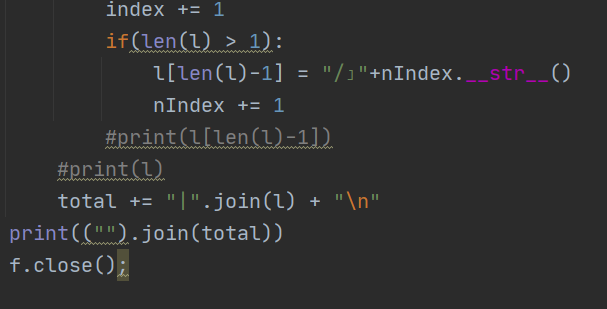 index += 1
if(len(l) > 1):
l[len(l)-1] = "/נ"+nIndex.__str__()
nIndex += 1
#print(l[len(l)-1])
#print(l)
total += "|".join(l) + "\n"
print(("").join(total))
f.close();